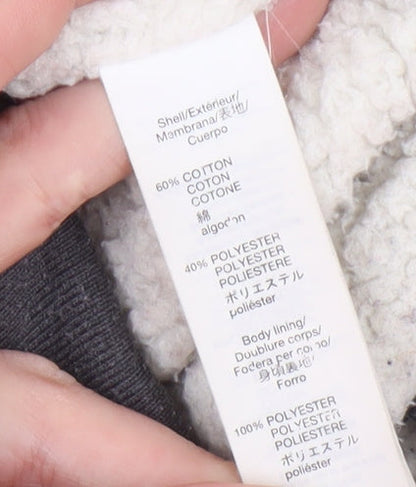 Shell/Extérieur/
Membrana/表地/
Cuerpo
60% COTTON
COTON
COTONE
綿
algodon
40% POLYESTER
POLYESTER
POLIESTERE
ポリエステル
poliéster
Body lining/
Doublure corps/
Fodera per corpo/
身頃裏地/
Forro
100% POLYESTER
POLYESTER
POLIESTERE
ポリエステル
poliéster